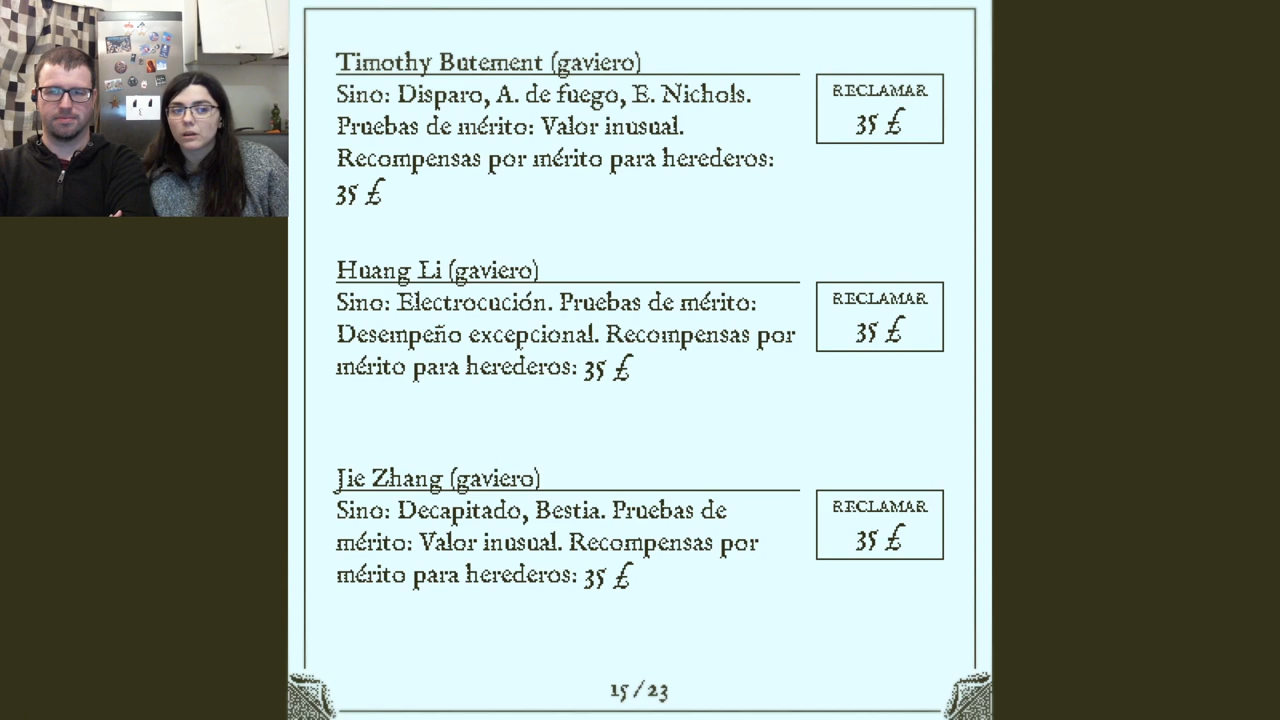 Timothy Butement (gaviero)
Sino: Disparo, A. de fuego, E. Nichols.
Pruebas de mérito: Valor inusual.
Recompensas por mérito para herederos:
35 £
RECLAMAR
35 £
Huang Li (gaviero)
Sino: Electrocución. Pruebas de mérito:
Desempeño excepcional. Recompensas por
mérito para herederos: 35 £
RECLAMAR
35 £
Jie Zhang (gaviero)
Sino: Decapitado, Bestia. Pruebas de
mérito: Valor inusual. Recompensas por
mérito para herederos: 35 £
RECLAMAR
35 £
15 / 23